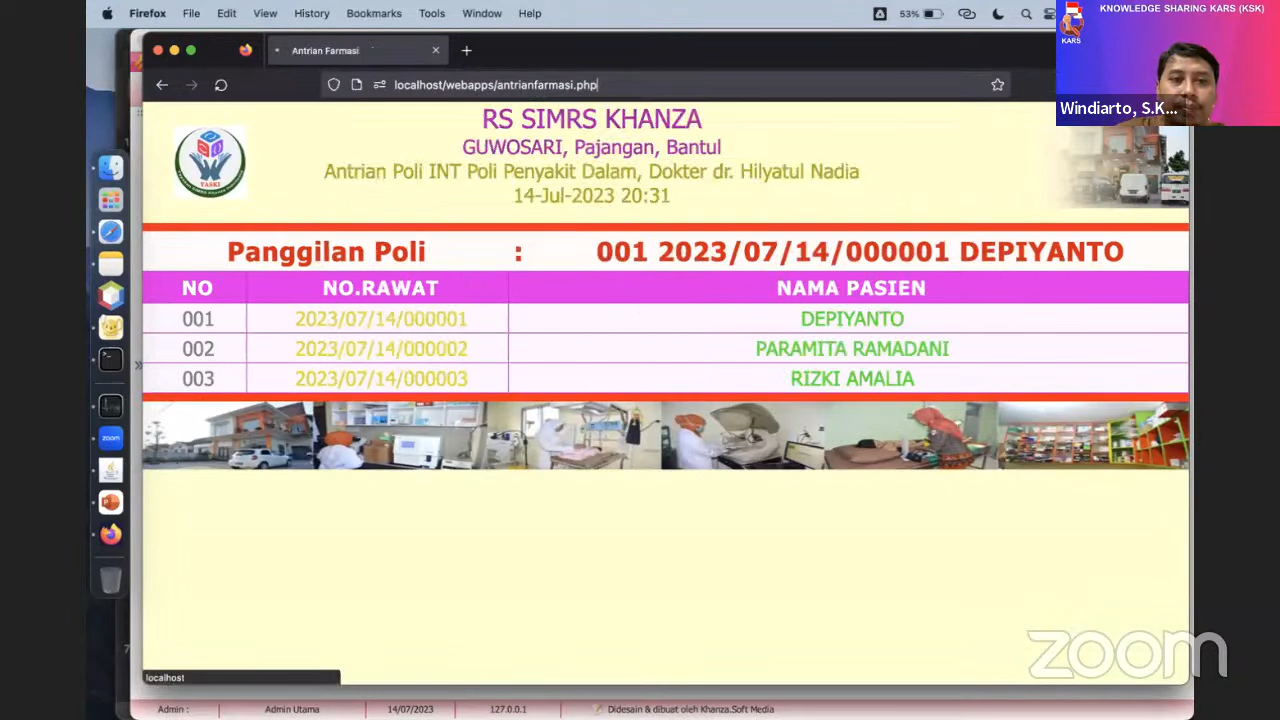 Firefox File Edit View History Bookmarks Tools Window Help
53%
KNOWLEDGE SHARING KARS (KSK)
KARS
Windiarto, S.K...
Antrian Farmasi
localhost/webapps/antrianfarmasi.php
RS SIMRS KHANZA
GUWOSARI, Pajangan, Bantul
Antrian Poli INT Poli Penyakit Dalam, Dokter dr. Hilyatul Nadia
14-Jul-2023 20:31
YASKI
Panggilan Poli : 001 2023/07/14/000001 DEPIYANTO
NO NO.RAWAT NAMA PASIEN
001 2023/07/14/000001 DEPIYANTO
002 2023/07/14/000002 PARAMITA RAMADANI
003 2023/07/14/000003 RIZKI AMALIA
zoom
zoom
localhost
Admin : Admin Utama 14/07/2023 127.0.0.1 Didesain & dibuat oleh Khanza.Soft Media